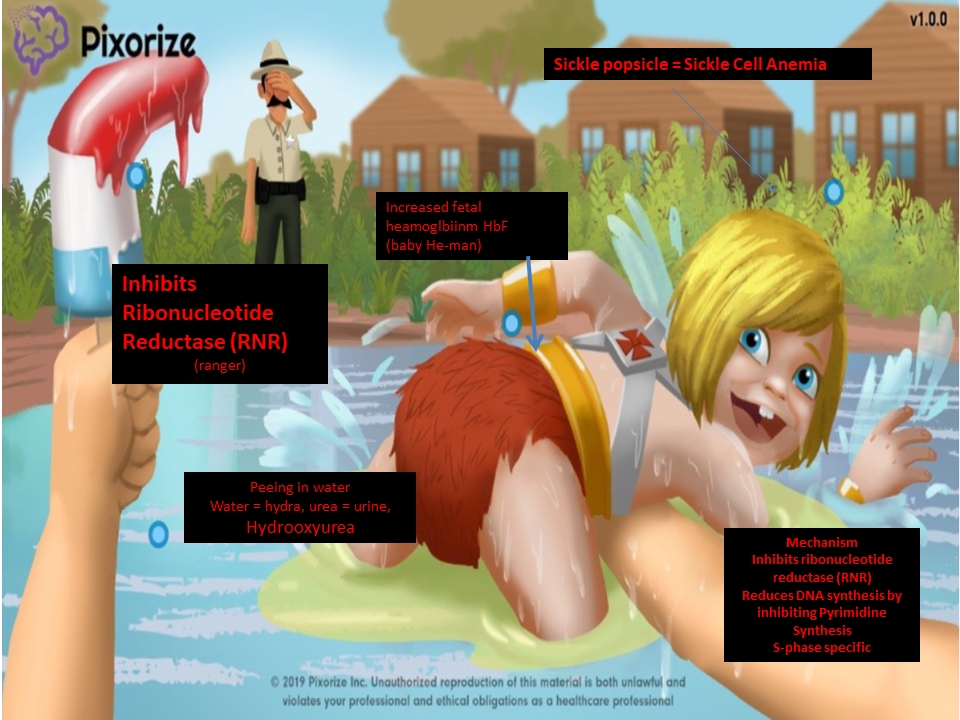 Pixorize
v1.0.0
Sickle popsicle = Sickle Cell Anemia
Increased fetal
heamoglbiinm HbF
(baby He-man)
Inhibits
Ribonucleotide
Reductase (RNR)
(ranger)
Peeing in water
Water = hydra, urea = urine,
Hydrooxyurea
Mechanism
Inhibits ribonucleotide
reductase (RNR)
Reduces DNA synthesis by
inhibiting Pyrimidine
Synthesis
S-phase specific
© 2019 Pixorize Inc. Unauthorized reproduction of this material is both unlawful and
violates your professional and ethical obligations as a healthcare professional